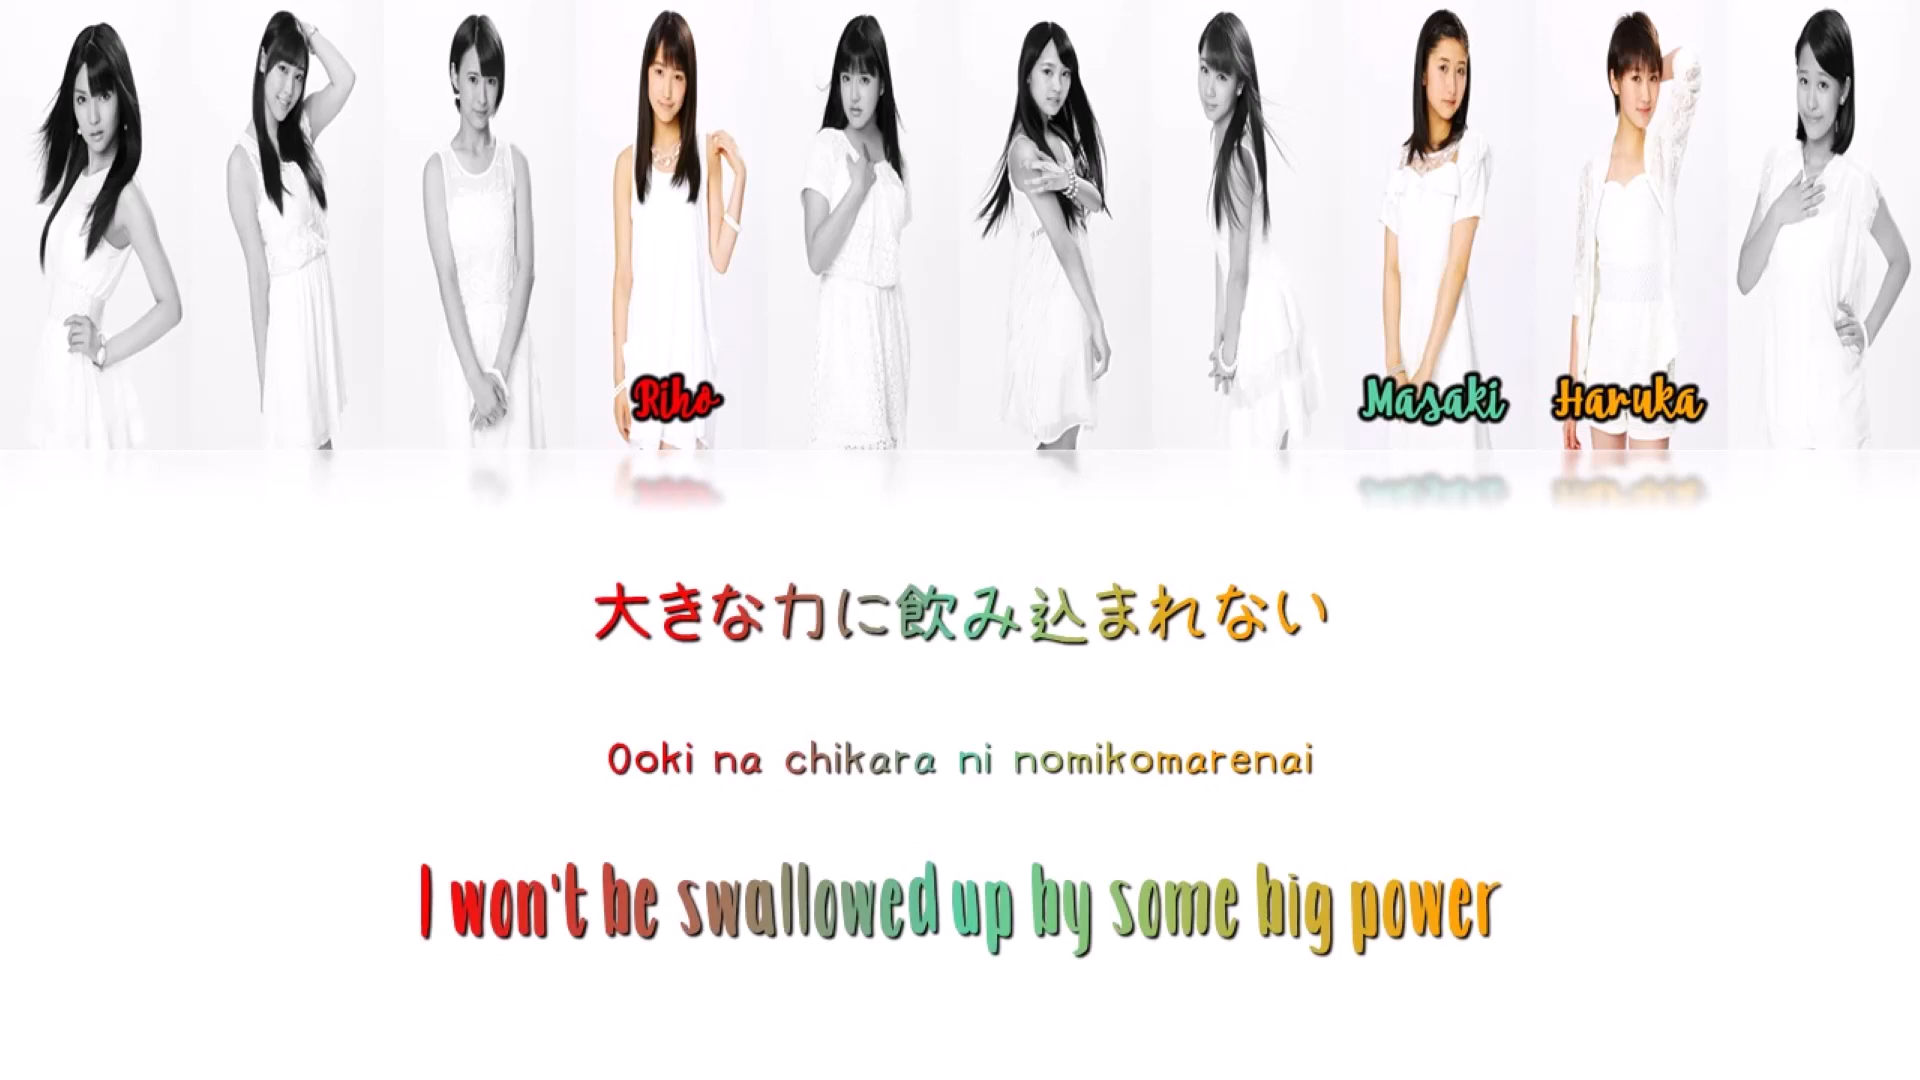 Riho Masaki Haruka
大きな力に飲み込まれない
Ooki na chikara ni nomikomarenai
I won't be swallowed up by some big power